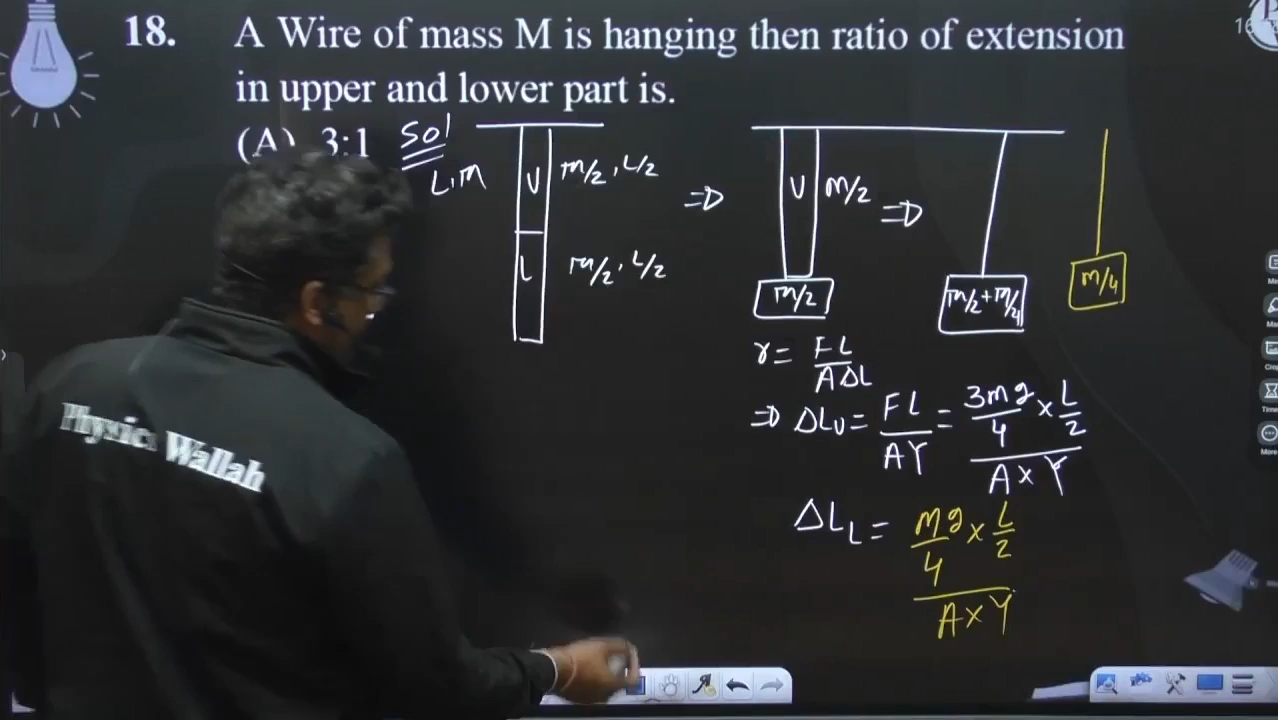 18. A Wire of mass M is hanging then ratio of extension
in upper and lower part is.
(A) 3:1
Sol
L, m
U m/2, L/2
L m/2, L/2
⇒
U M/2
m/2
⇒
m/2+m/4
m/4
Y = FL/AΔL
⇒ ΔLU = FL/AY = 3mg/4 × L/2 / A × Y
ΔLL = mg/4 × L/2 / A × Y
Physics Wallah